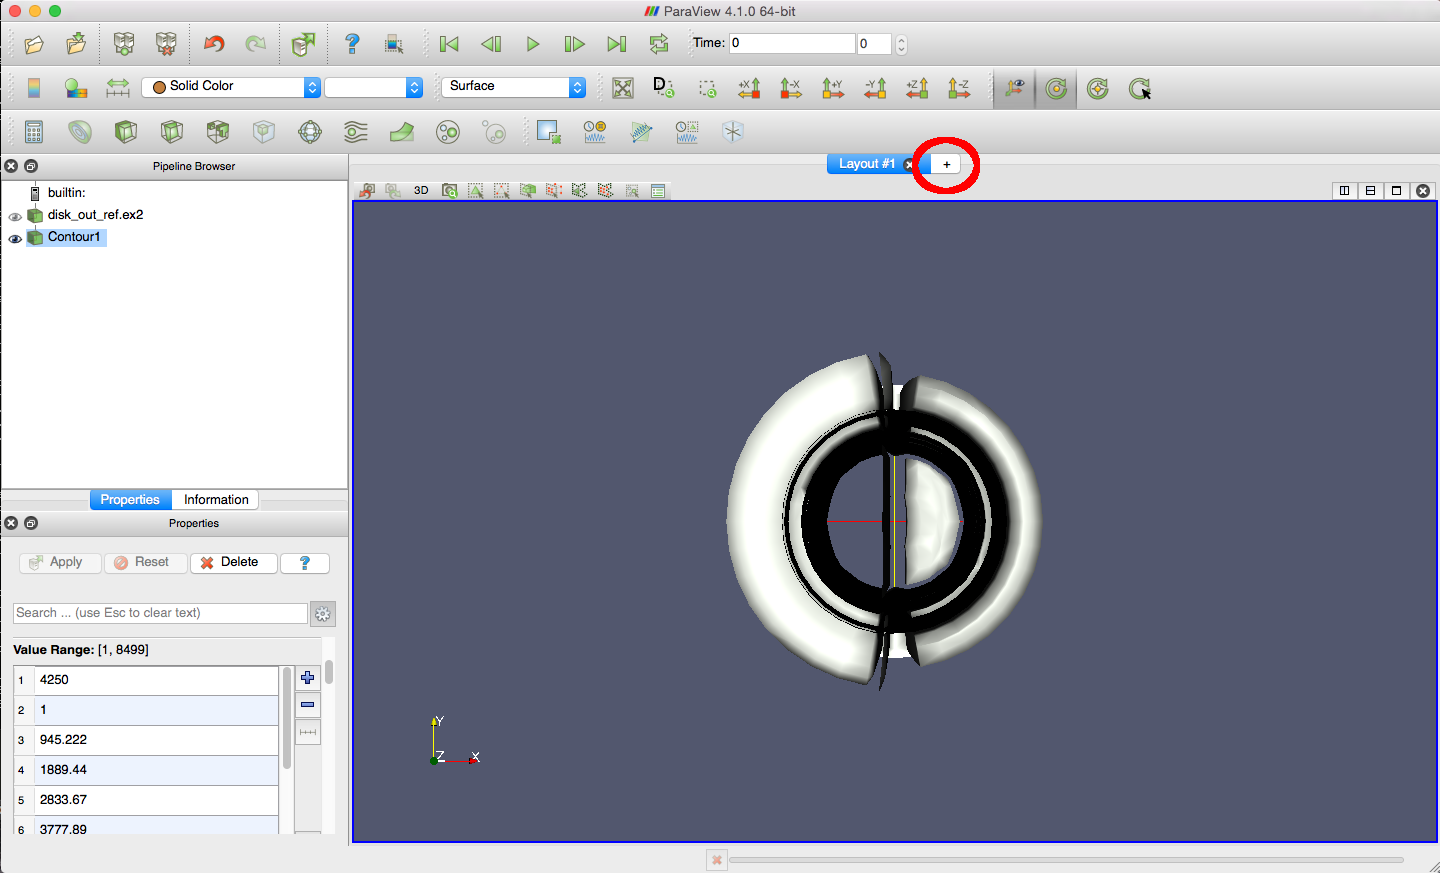 ParaView 4.1.0 64-bit
Time: 0 0
Solid Color Surface
+X -X +Y -Y +Z -Z
Pipeline Browser
Layout #1 +
3D
builtin:
disk_out_ref.ex2
Contour1
Properties Information
Properties
Apply Reset Delete ?
Search ... (use Esc to clear text)
Value Range: [1, 8499]
1 4250
2 1
3 945.222
4 1889.44
5 2833.67
6 3777.89
Y
Z X